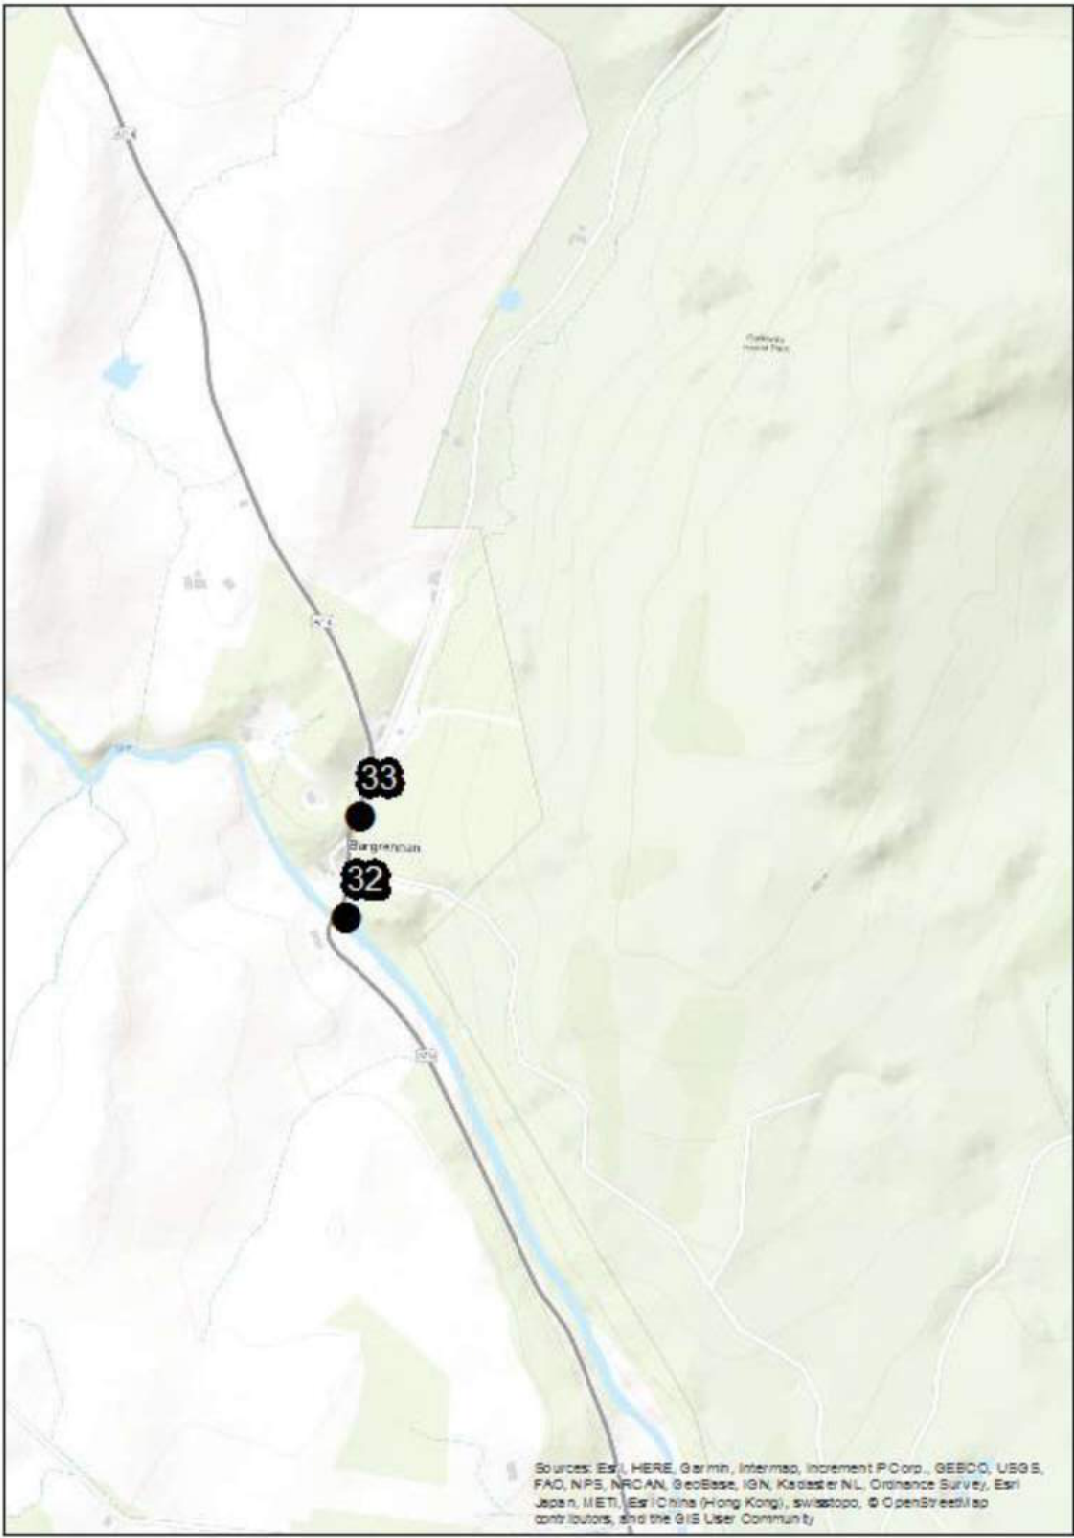 33
Bargrennan
32
Sources: Esri, HERE, Garmin, Intermap, increment P Corp., GEBCO, USGS,
FAO, NPS, NRCAN, GeoBase, IGN, Kadaster NL, Ordnance Survey, Esri
Japan, METI, Esri China (Hong Kong), swisstopo, © OpenStreetMap
contributors, and the GIS User Community